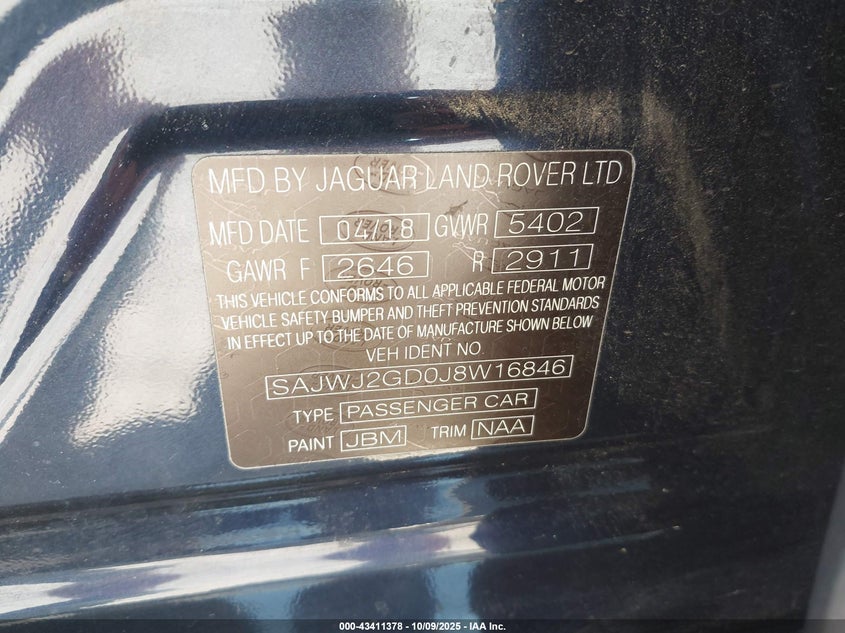 MFD. BY JAGUAR LAND ROVER LTD
MFD DATE 04/18 GVWR 5402
GAWR F 2646 R 2911
THIS VEHICLE CONFORMS TO ALL APPLICABLE FEDERAL MOTOR
VEHICLE SAFETY BUMPER AND THEFT PREVENTION STANDARDS
IN EFFECT UP TO THE DATE OF MANUFACTURE SHOWN BELOW
VEH IDENT NO.
SAJWJ2GD0J8W16846
TYPE PASSENGER CAR
PAINT JBM TRIM NAA
000-43411378 - 10/09/2025 - IAA Inc.